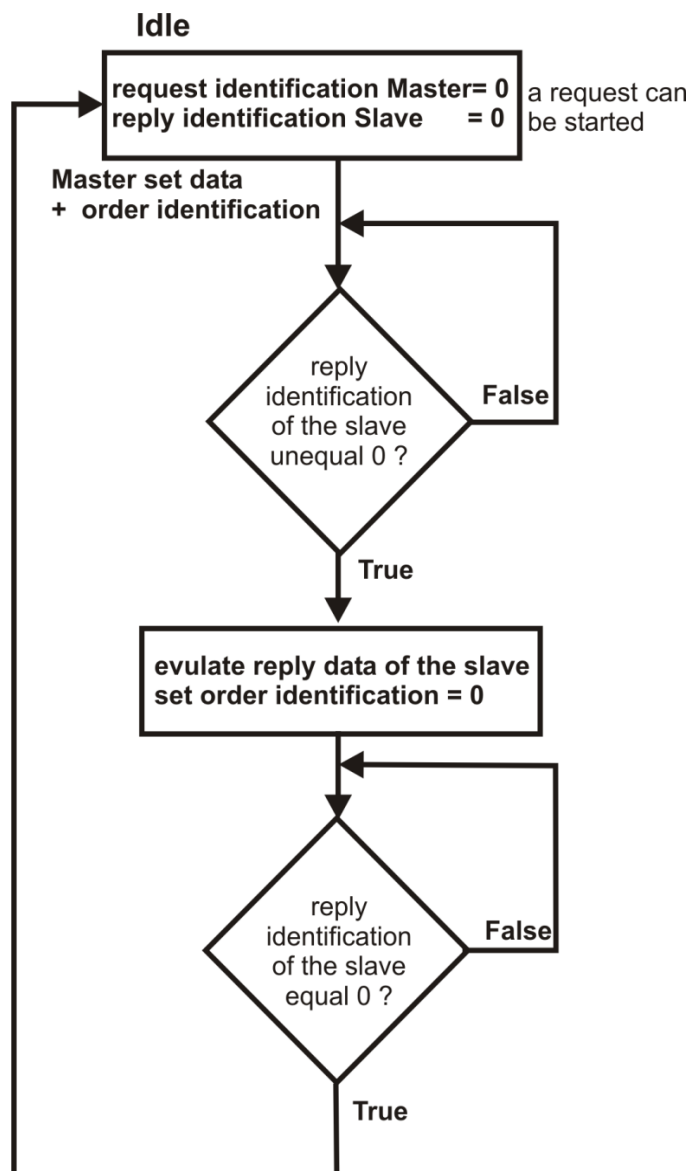 Idle
request identification Master= 0
reply identification Slave = 0
a request can
be started
Master set data
+ order identification
reply
identification
of the slave
unequal 0 ?
False
True
evulate reply data of the slave
set order identification = 0
reply
identification
of the slave
equal 0 ?
False
True